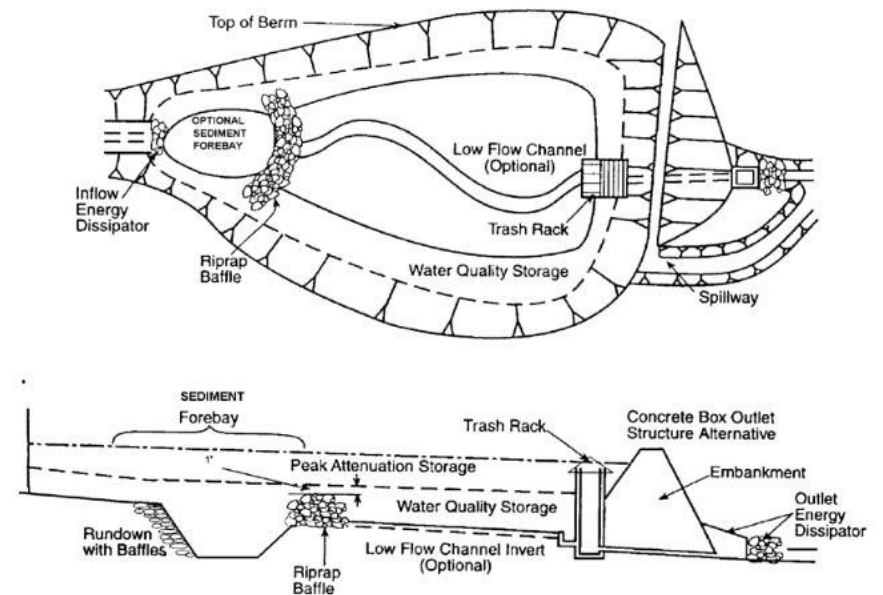 Top of Berm
OPTIONAL
SEDIMENT
FOREBAY
Low Flow Channel
(Optional)
Inflow
Energy
Dissipator
Trash Rack
Riprap
Baffle
Water Quality Storage
Spillway
SEDIMENT
Forebay
Trash Rack
Concrete Box Outlet
Structure Alternative
1'
Peak Attenuation Storage
Embankment
Water Quality Storage
Outlet
Energy
Dissipator
Rundown
with Baffles
Low Flow Channel Invert
(Optional)
Riprap
Baffle